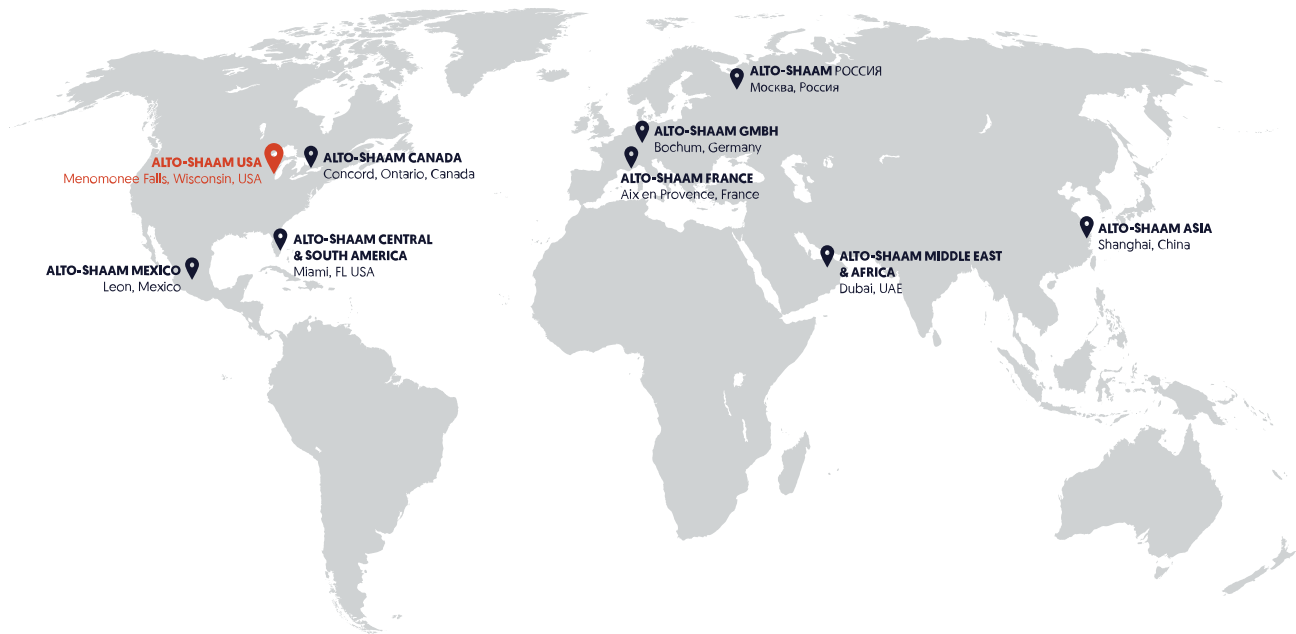 ALTO-SHAAM РОССИЯ
Москва, Россия
ALTO-SHAAM GMBH
Bochum, Germany
ALTO-SHAAM USA
Menomonee Falls, Wisconsin, USA
ALTO-SHAAM CANADA
Concord, Ontario, Canada
ALTO-SHAAM FRANCE
Aix en Provence, France
ALTO-SHAAM ASIA
Shanghai, China
ALTO-SHAAM CENTRAL
& SOUTH AMERICA
Miami, FL USA
ALTO-SHAAM MIDDLE EAST
& AFRICA
Dubai, UAE
ALTO-SHAAM MEXICO
Leon, Mexico